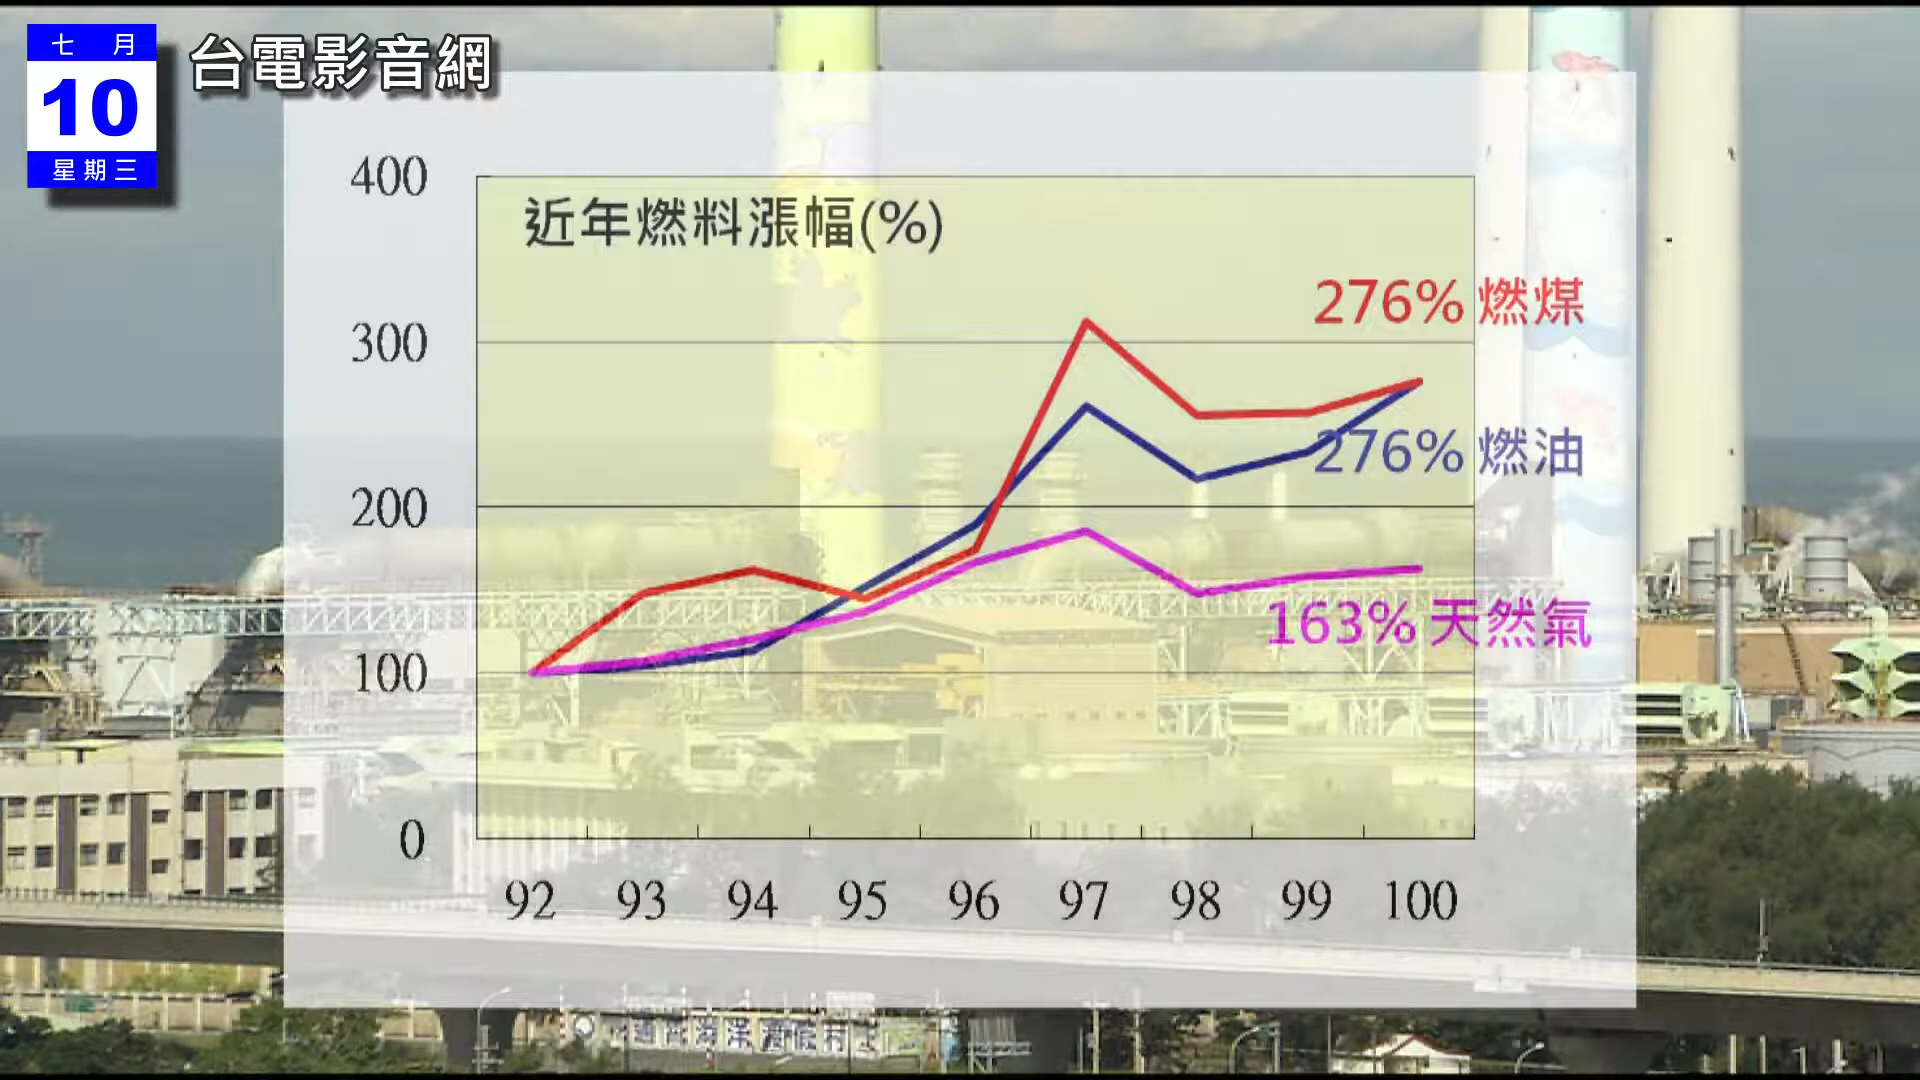 七月
10
星期三
台電影音網
近年燃料漲幅(%)
400
300
200
100
0
276% 燃煤
276% 燃油
163% 天然氣
92 93 94 95 96 97 98 99 100